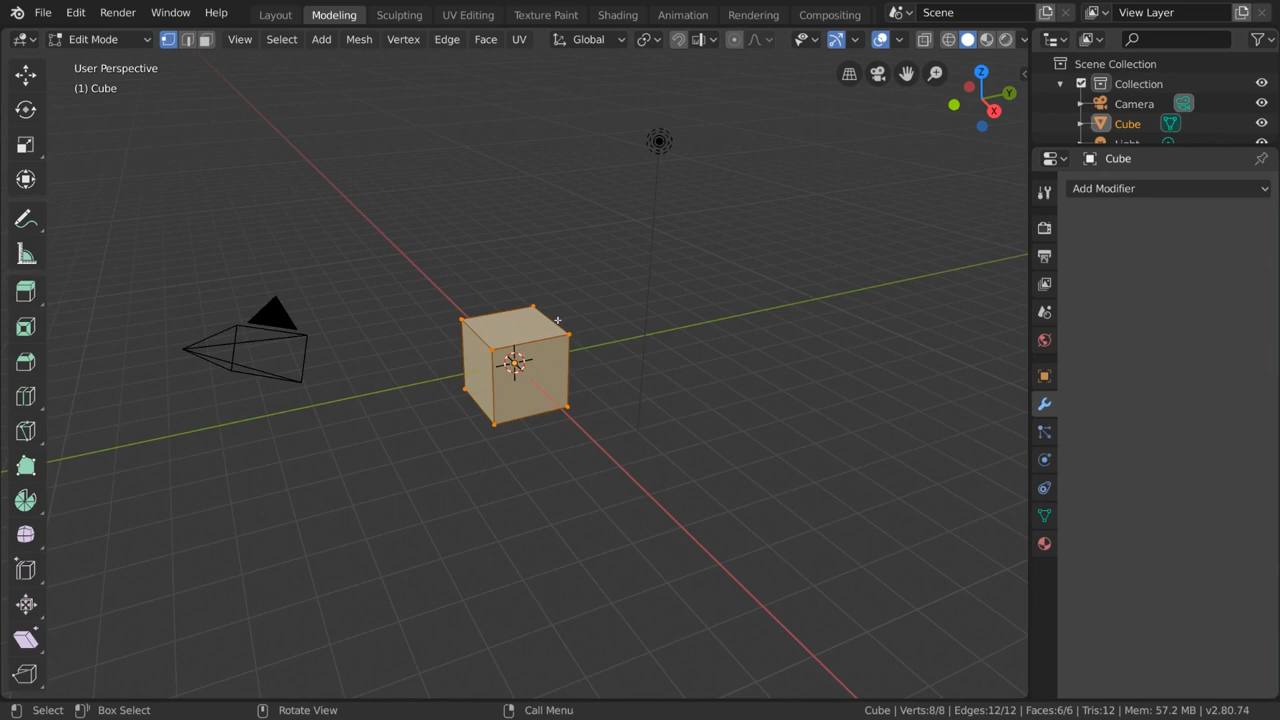 File Edit Render Window Help Layout Modeling Sculpting UV Editing Texture Paint Shading Animation Rendering Compositing Scene View Layer
Edit Mode View Select Add Mesh Vertex Edge Face UV Global
User Perspective
(1) Cube
Z
Y
X
Scene Collection
Collection
Camera
Cube
Cube
Add Modifier
Select Box Select Rotate View Call Menu Cube | Verts:8/8 | Edges:12/12 | Faces:6/6 | Tris:12 | Mem: 57.2 MB | v2.80.74